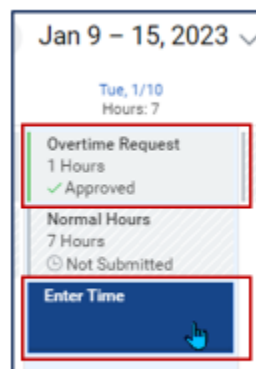 Jan 9 – 15, 2023
Tue, 1/10
Hours: 7
Overtime Request
1 Hours
Approved
Normal Hours
7 Hours
Not Submitted
Enter Time